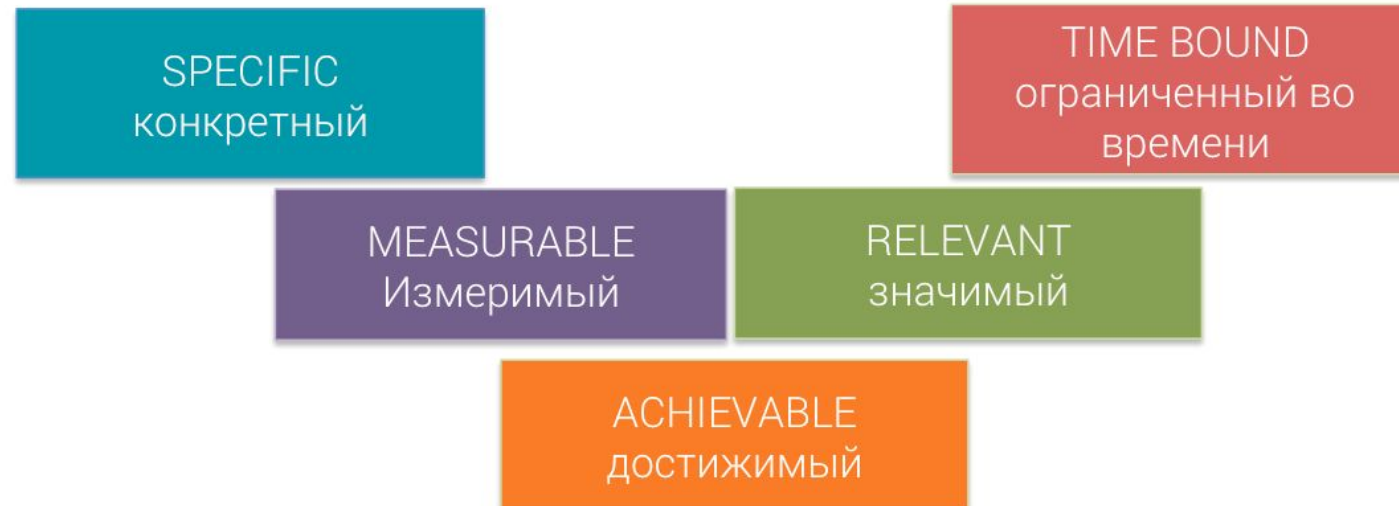 SPECIFIC
конкретный
MEASURABLE
Измеримый
ACHIEVABLE
достижимый
RELEVANT
значимый
TIME BOUND
ограниченный во
времени